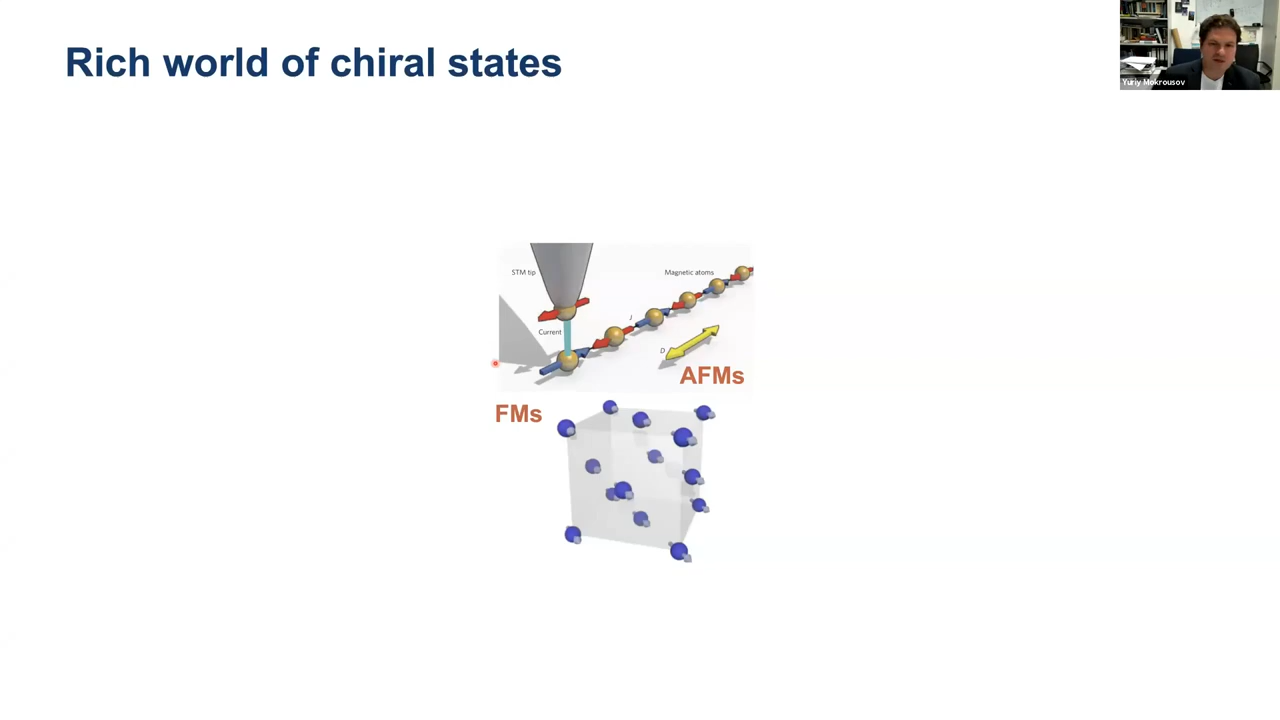 Rich world of chiral states
Yuriy Mokrousov
STM tip
Magnetic atoms
J
Current
D
AFMs
FMs